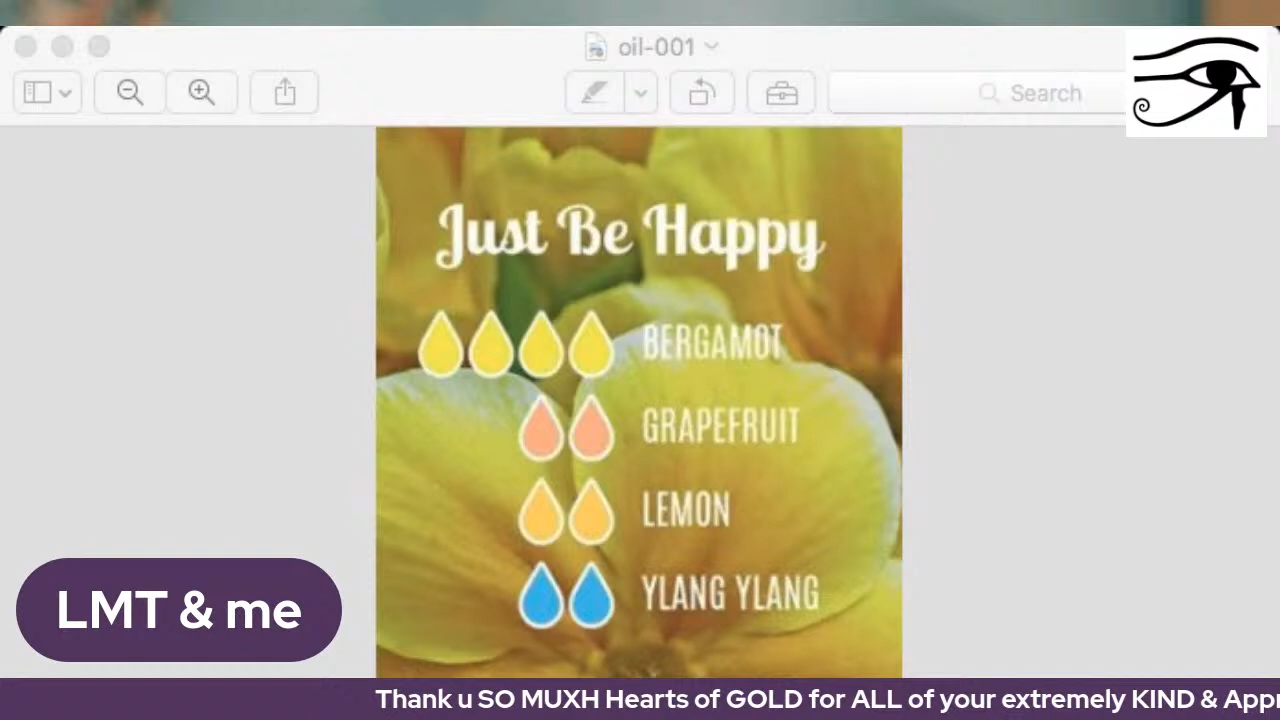 oil-001
Search
Just Be Happy
BERGAMOT
GRAPEFRUIT
LEMON
YLANG YLANG
LMT & me
Thank u SO MUXH Hearts of GOLD for ALL of your extremely KIND &